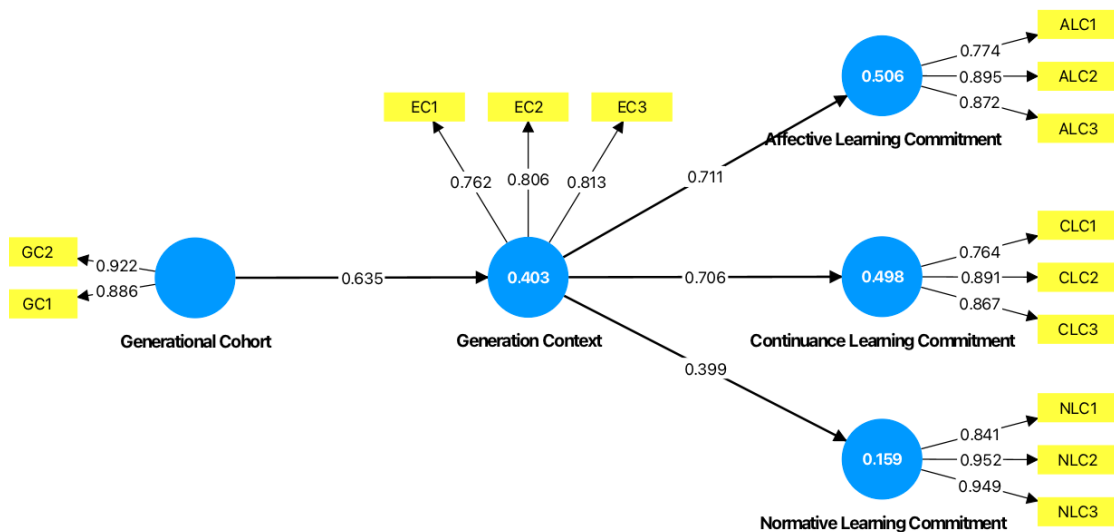 ALC1
0.774
0.506
0.895
ALC2
0.872
ALC3
Affective Learning Commitment
EC1
EC2
EC3
0.762
0.806
0.813
0.711
GC2
0.922
0.886
GC1
Generational Cohort
0.635
0.403
Generation Context
0.706
CLC1
0.764
0.498
0.891
CLC2
0.867
CLC3
Continuance Learning Commitment
0.399
NLC1
0.841
0.159
0.952
NLC2
0.949
NLC3
Normative Learning Commitment